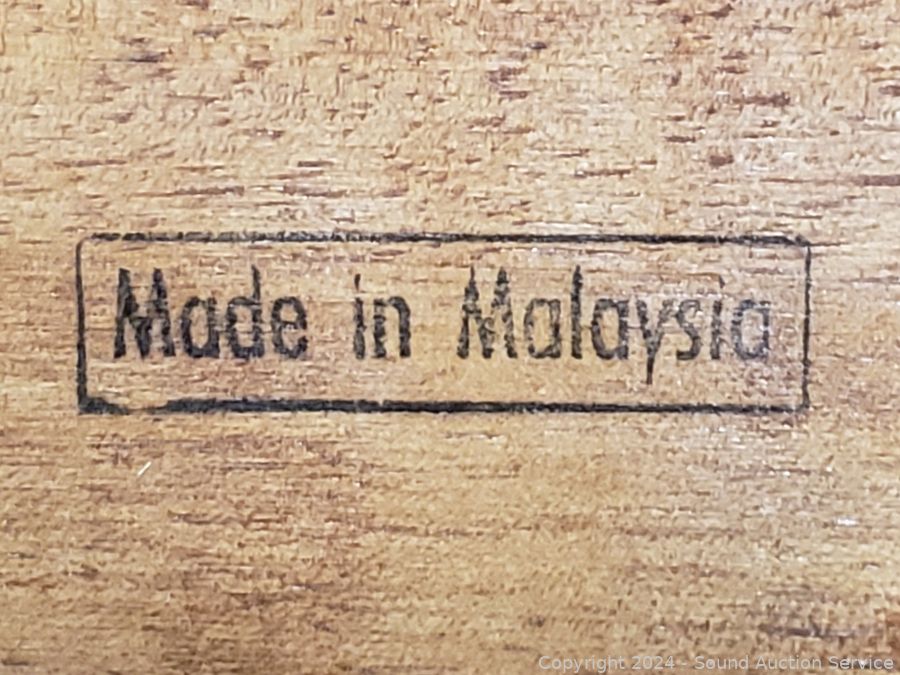 Made in Malaysia
Copyright 2024 - Sound Auction Service